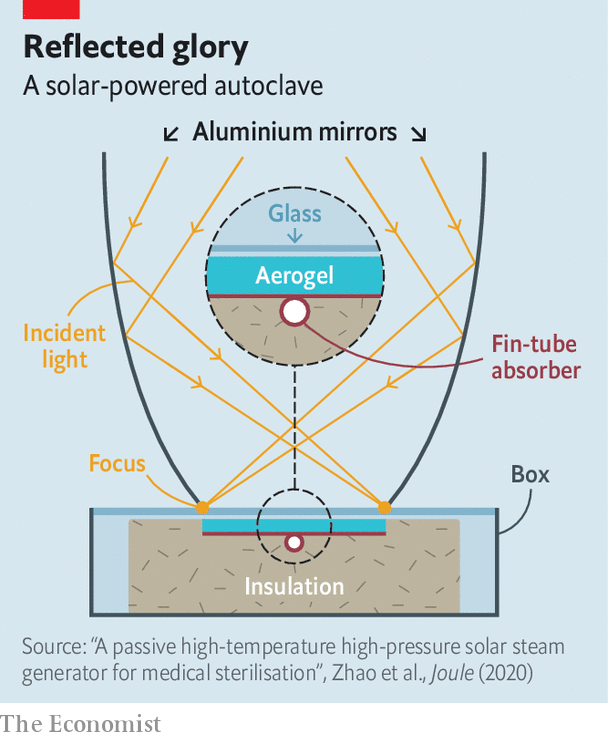 Reflected glory
A solar-powered autoclave
Aluminium mirrors
Glass
Aerogel
Incident
light
Fin-tube
absorber
Focus
Box
Insulation
Source: “A passive high-temperature high-pressure solar steam
generator for medical sterilisation”, Zhao et al., Joule (2020)
The Economist